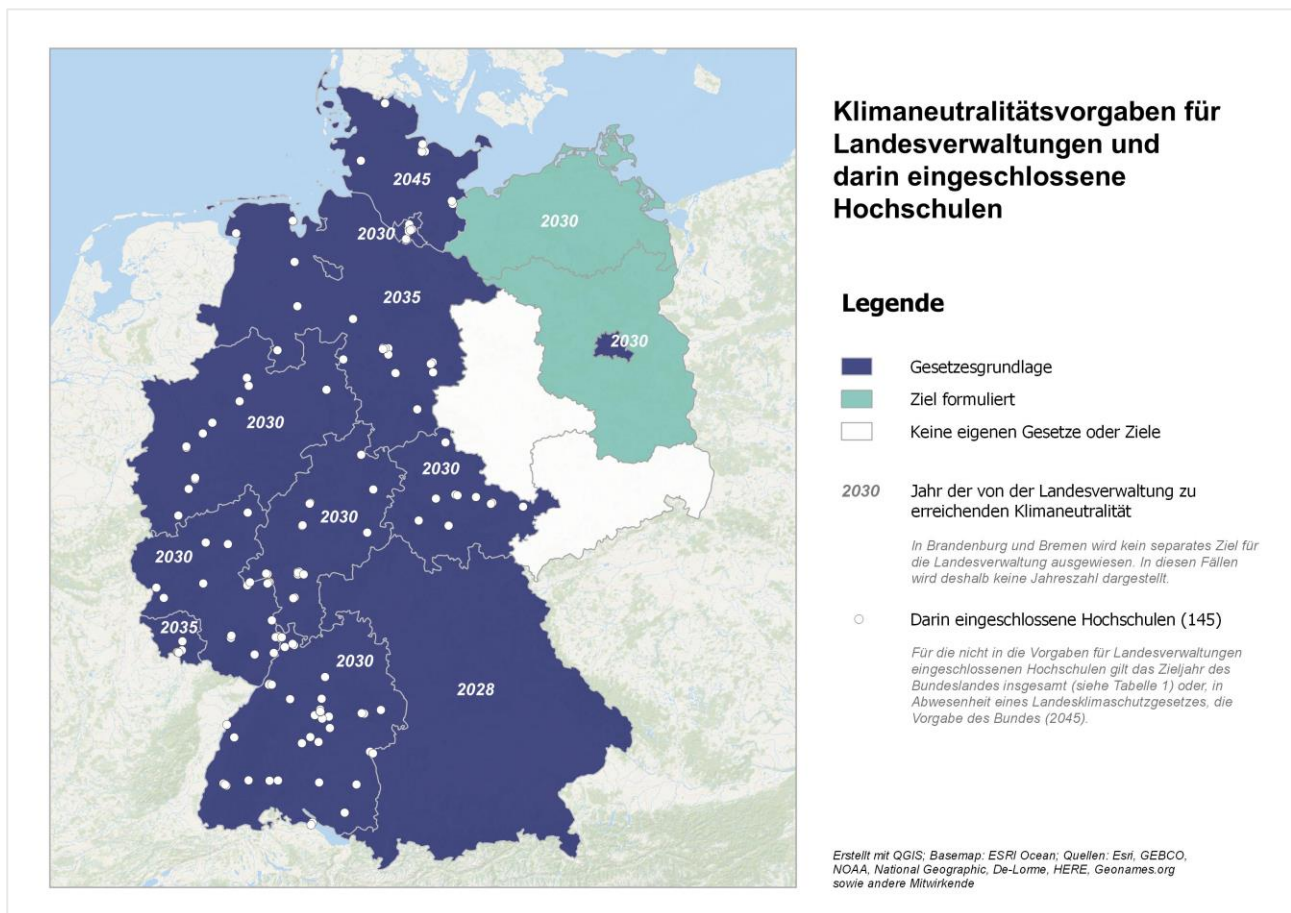 Klimaneutralitätsvorgaben für
Landesverwaltungen und
darin eingeschlossene
Hochschulen
Legende
Gesetzesgrundlage
Ziel formuliert
Keine eigenen Gesetze oder Ziele
2030 Jahr der von der Landesverwaltung zu
erreichenden Klimaneutralität
In Brandenburg und Bremen wird kein separates Ziel für
die Landesverwaltung ausgewiesen. In diesen Fällen
wird deshalb keine Jahreszahl dargestellt.
Darin eingeschlossene Hochschulen (145)
Für die nicht in die Vorgaben für Landesverwaltungen
eingeschlossenen Hochschulen gilt das Zieljahr des
Bundeslandes insgesamt (siehe Tabelle 1) oder, in
Abwesenheit eines Landesklimaschutzgesetzes, die
Vorgabe des Bundes (2045).
Erstellt mit QGIS; Basemap: ESRI Ocean; Quellen: Esri, GEBCO,
NOAA, National Geographic, De-Lorme, HERE, Geonames.org
sowie andere Mitwirkende
2045
2030
2030
2035
2030
2030
2030
2030
2030
2035
2030
2028